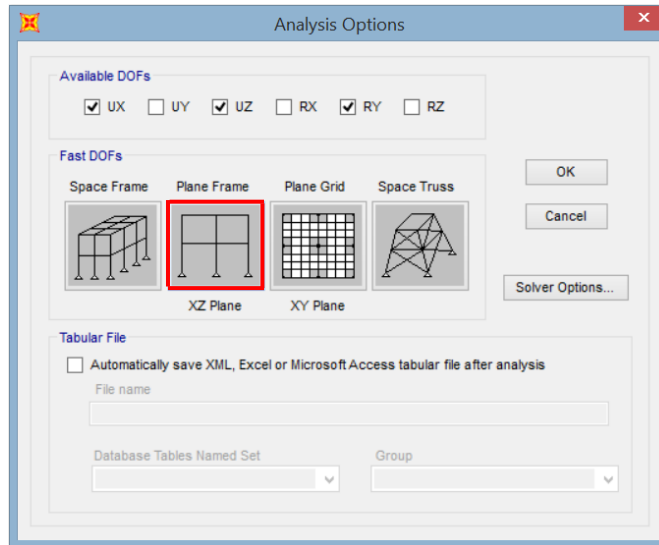 Analysis Options
Available DOFs
UX UY UZ RX RY RZ
Fast DOFs
Space Frame Plane Frame Plane Grid Space Truss
XZ Plane XY Plane
OK
Cancel
Solver Options...
Tabular File
Automatically save XML, Excel or Microsoft Access tabular file after analysis
File name
Database Tables Named Set Group